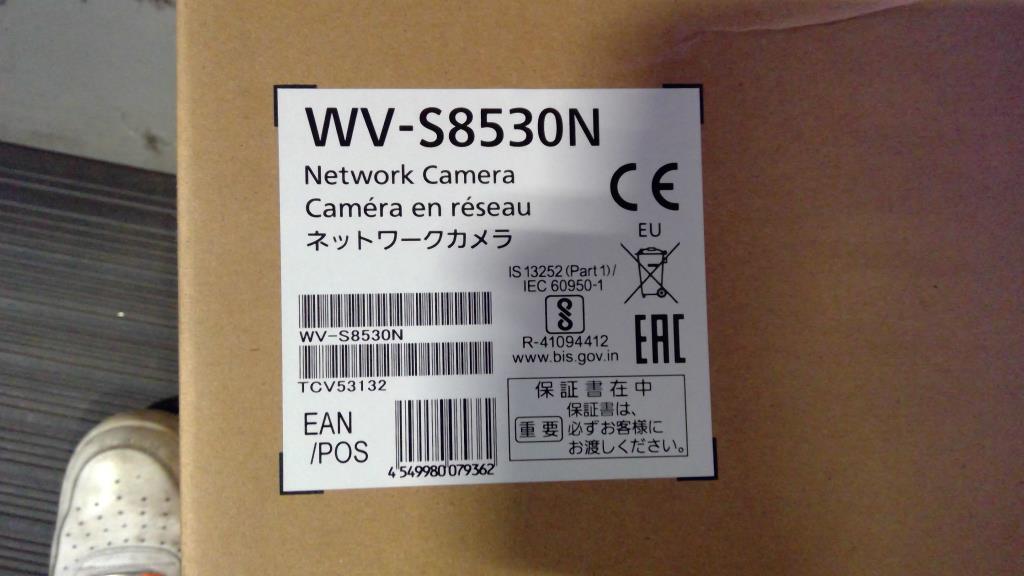 WV-S8530N
Network Camera
Caméra en réseau
ネットワークカメラ
CE
EU
IS 13252 (Part 1)/
IEC 60950-1
R-41094412
www.bis.gov.in
EAC
WV-S8530N
TCV53132
EAN
/POS
4 549980 079362
保証書在中
重要
保証書は、
必ずお客様に
お渡しください。